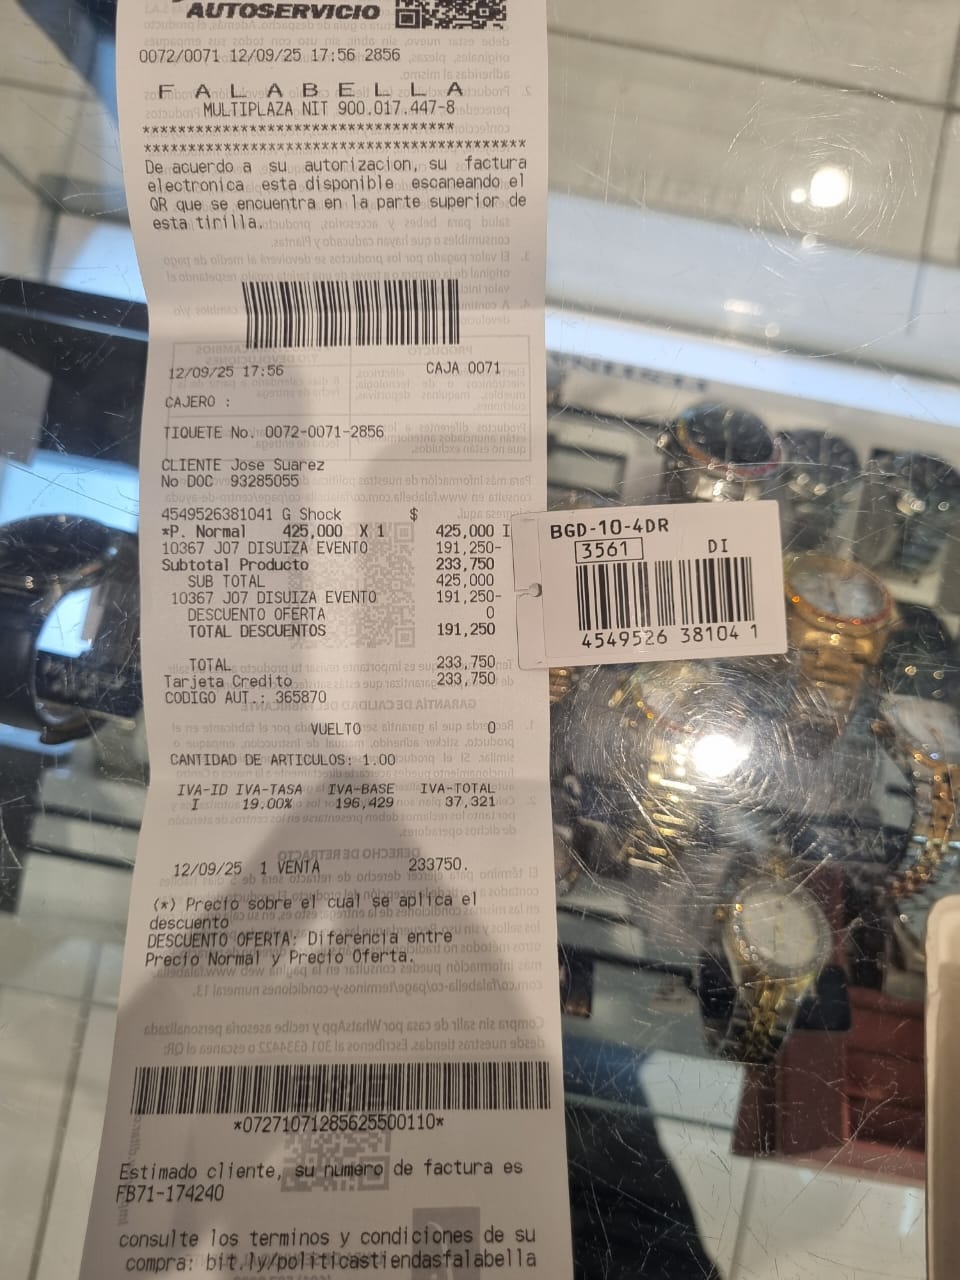 AUTOSERVICIO
0072/0071 12/09/25 17:56 2856
F A L A B E L L A
MULTIPLAZA NIT 900.017.447-8
**********************************
******************************************
De acuerdo a su autorizacion, su factura
electronica esta disponible escaneando el
QR que se encuentra en la parte superior de
esta tirilla.
12/09/25 17:56 CAJA 0071
CAJERO :
TIQUETE No. 0072-0071-2856
CLIENTE Jose Suarez
No DOC 93285055
4549526381041 G Shock $
*P. Normal 425,000 X 1 425,000 I
10367 J07 DISUIZA EVENTO 191,250-
Subtotal Producto 233,750
SUB TOTAL 425,000
10367 J07 DISUIZA EVENTO 191,250-
DESCUENTO OFERTA 0
TOTAL DESCUENTOS 191,250
TOTAL 233,750
Tarjeta Credito 233,750
CODIGO AUT.: 365870
VUELTO 0
CANTIDAD DE ARTICULOS: 1.00
IVA-ID IVA-TASA IVA-BASE IVA-TOTAL
I 19.00% 196,429 37,321
12/09/25 1 VENTA 233750.
(*) Precio sobre el cual se aplica el
descuento
DESCUENTO OFERTA: Diferencia entre
Precio Normal y Precio Oferta.
*07271071285625500110*
Estimado cliente, su numero de factura es
FB71-174240
consulte los terminos y condiciones de su
compra: bit.ly/politicastiendasfalabella
BGD-10-4DR
3561 DI
4549526 38104 1